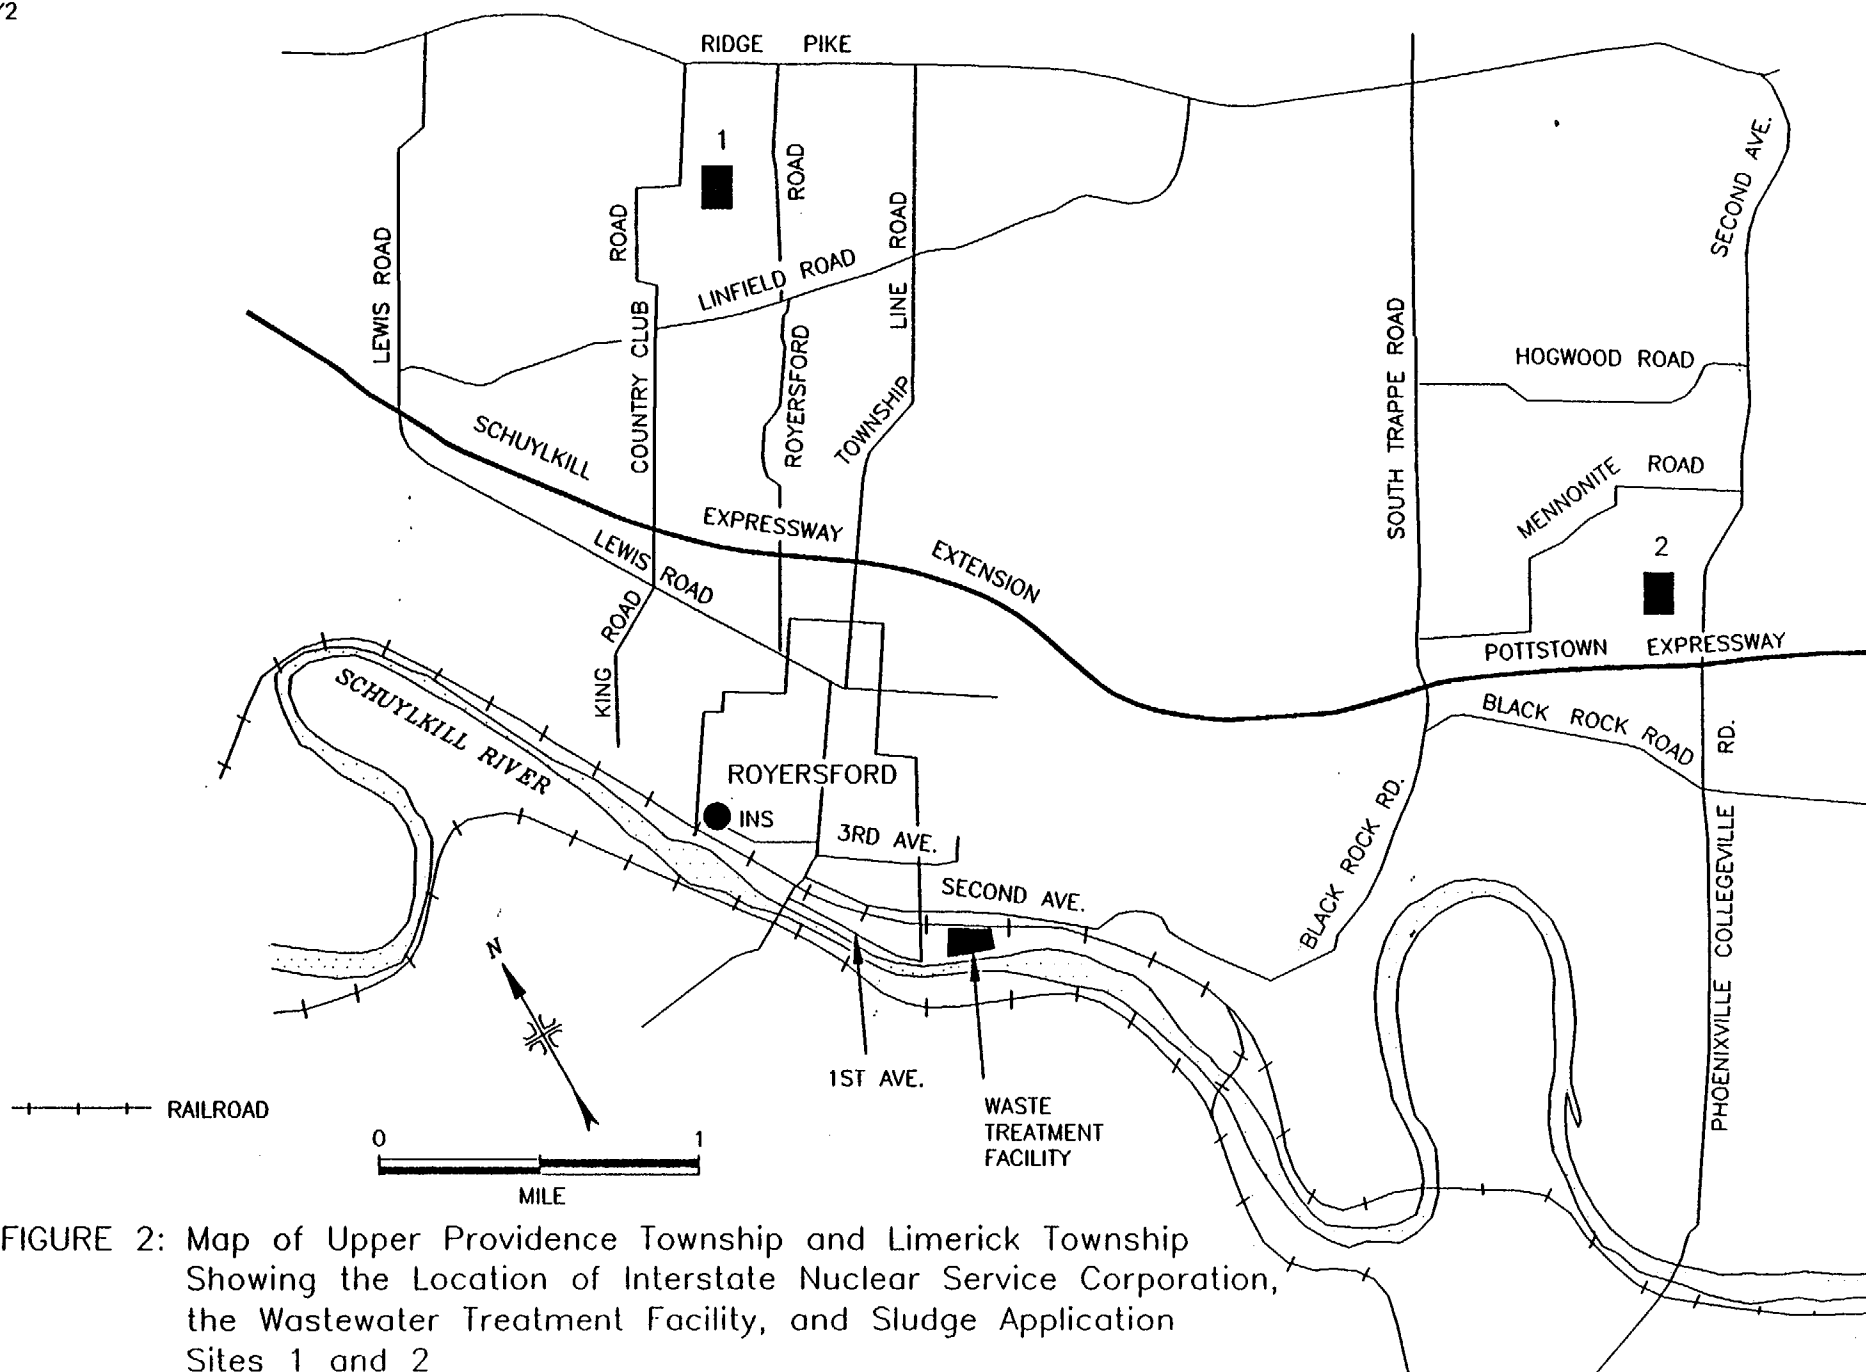 /2
RIDGE PIKE
1
ROAD
SECOND AVE.
ROAD
ROAD
LEWIS ROAD
LINFIELD ROAD
LINE
COUNTRY CLUB
ROYERSFORD
TOWNSHIP
SOUTH TRAPPE ROAD
HOGWOOD ROAD
SCHUYLKILL
EXPRESSWAY
EXTENSION
MENNONITE ROAD
2
LEWIS ROAD
ROAD
KING
POTTSTOWN EXPRESSWAY
BLACK ROCK ROAD
RD.
SCHUYLKILL RIVER
ROYERSFORD
INS
3RD AVE.
SECOND AVE.
BLACK ROCK RD.
PHOENIXVILLE COLLEGEVILLE
N
1ST AVE.
WASTE
TREATMENT
FACILITY
RAILROAD
0 1
MILE
FIGURE 2: Map of Upper Providence Township and Limerick Township
Showing the Location of Interstate Nuclear Service Corporation,
the Wastewater Treatment Facility, and Sludge Application
Sites 1 and 2